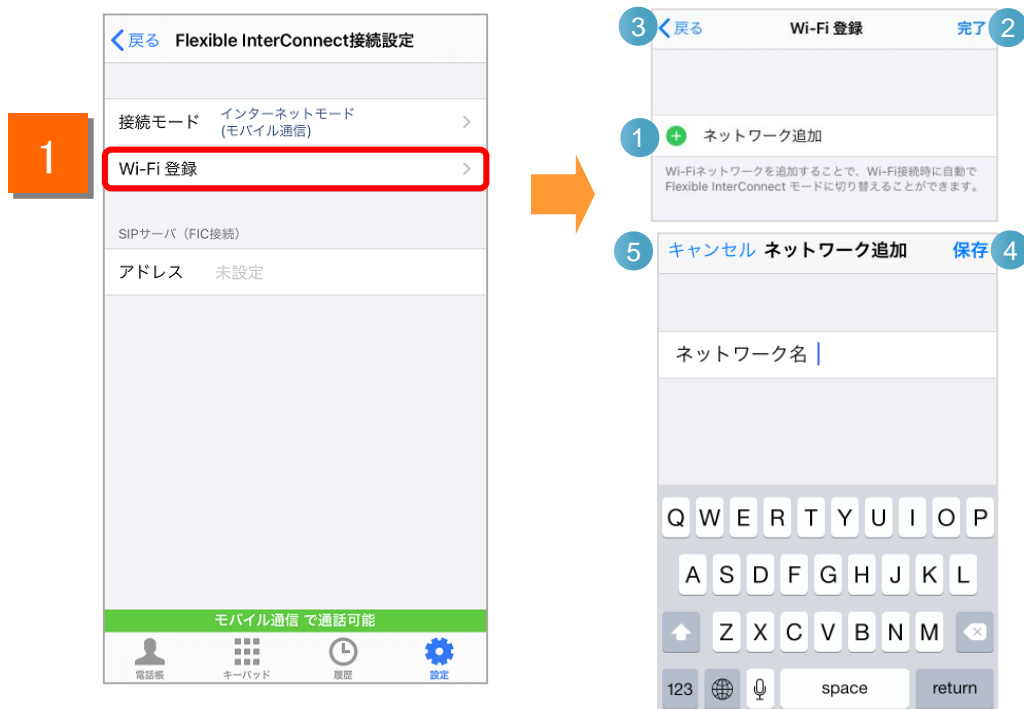 1
戻る Flexible InterConnect接続設定
接続モード インターネットモード
(モバイル通信)
Wi-Fi 登録
SIPサーバ（FIC接続）
アドレス 未設定
モバイル通信 で通話可能
電話帳 キーパッド 履歴 設定
3 戻る Wi-Fi 登録 完了 2
1 ネットワーク追加
Wi-Fiネットワークを追加することで、Wi-Fi接続時に自動で
Flexible InterConnect モードに切り替えることができます。
5 キャンセル ネットワーク追加 保存 4
ネットワーク名
Q W E R T Y U I O P
A S D F G H J K L
Z X C V B N M
123 space return